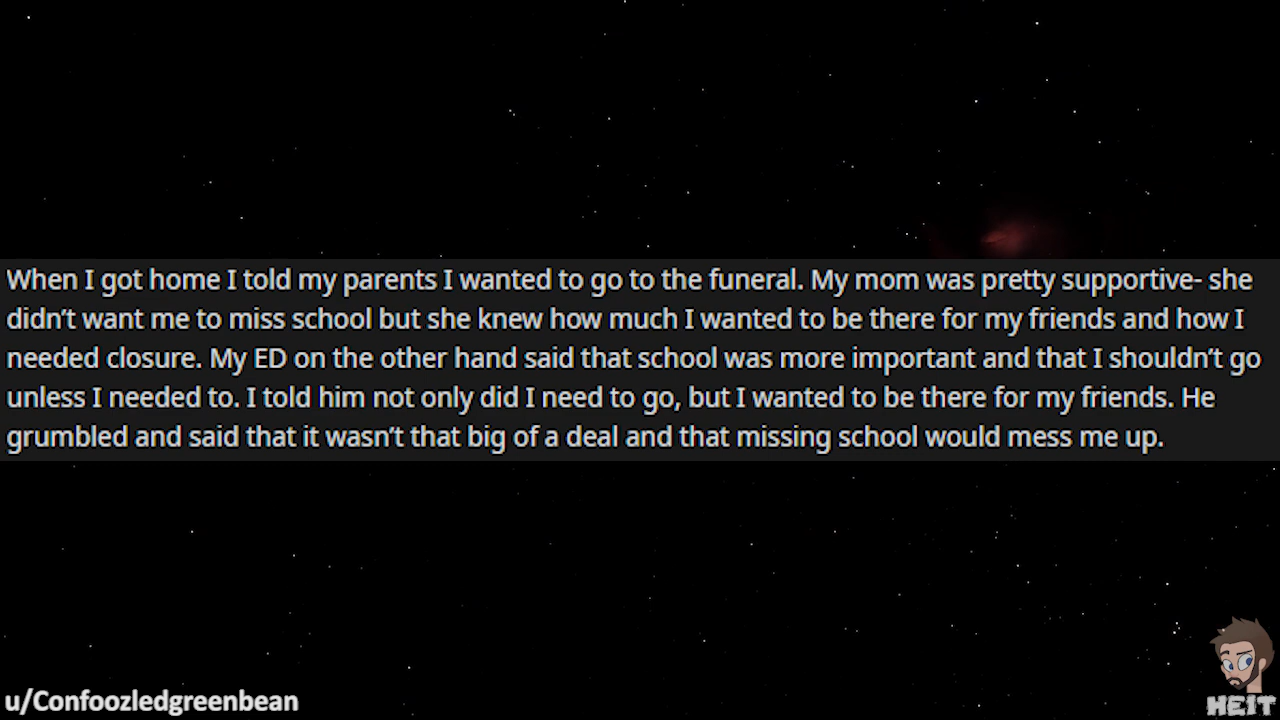 When I got home I told my parents I wanted to go to the funeral. My mom was pretty supportive- she
didn't want me to miss school but she knew how much I wanted to be there for my friends and how I
needed closure. My ED on the other hand said that school was more important and that I shouldn't go
unless I needed to. I told him not only did I need to go, but I wanted to be there for my friends. He
grumbled and said that it wasn't that big of a deal and that missing school would mess me up.
u/Confoozledgreenbean
HEIT